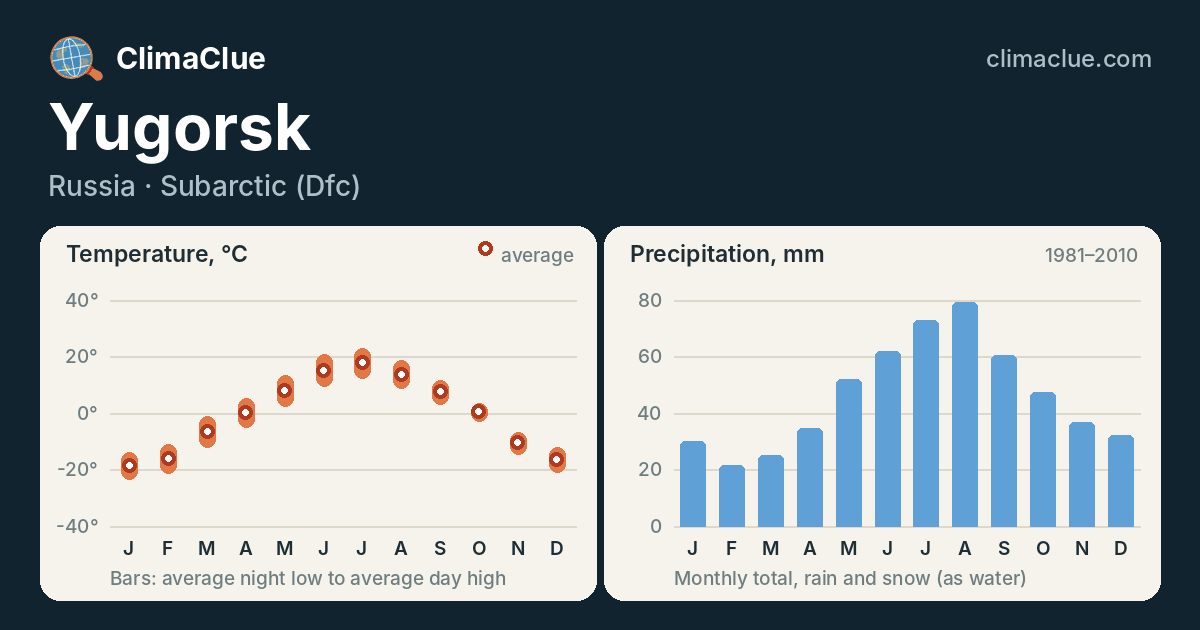 ClimaClue
climaclue.com
Yugorsk
Russia · Subarctic (Dfc)
Temperature, °C
average
40°
20°
0°
-20°
-40°
J F M A M J J A S O N D
Bars: average night low to average day high
Precipitation, mm
1981–2010
80
60
40
20
0
J F M A M J J A S O N D
Monthly total, rain and snow (as water)